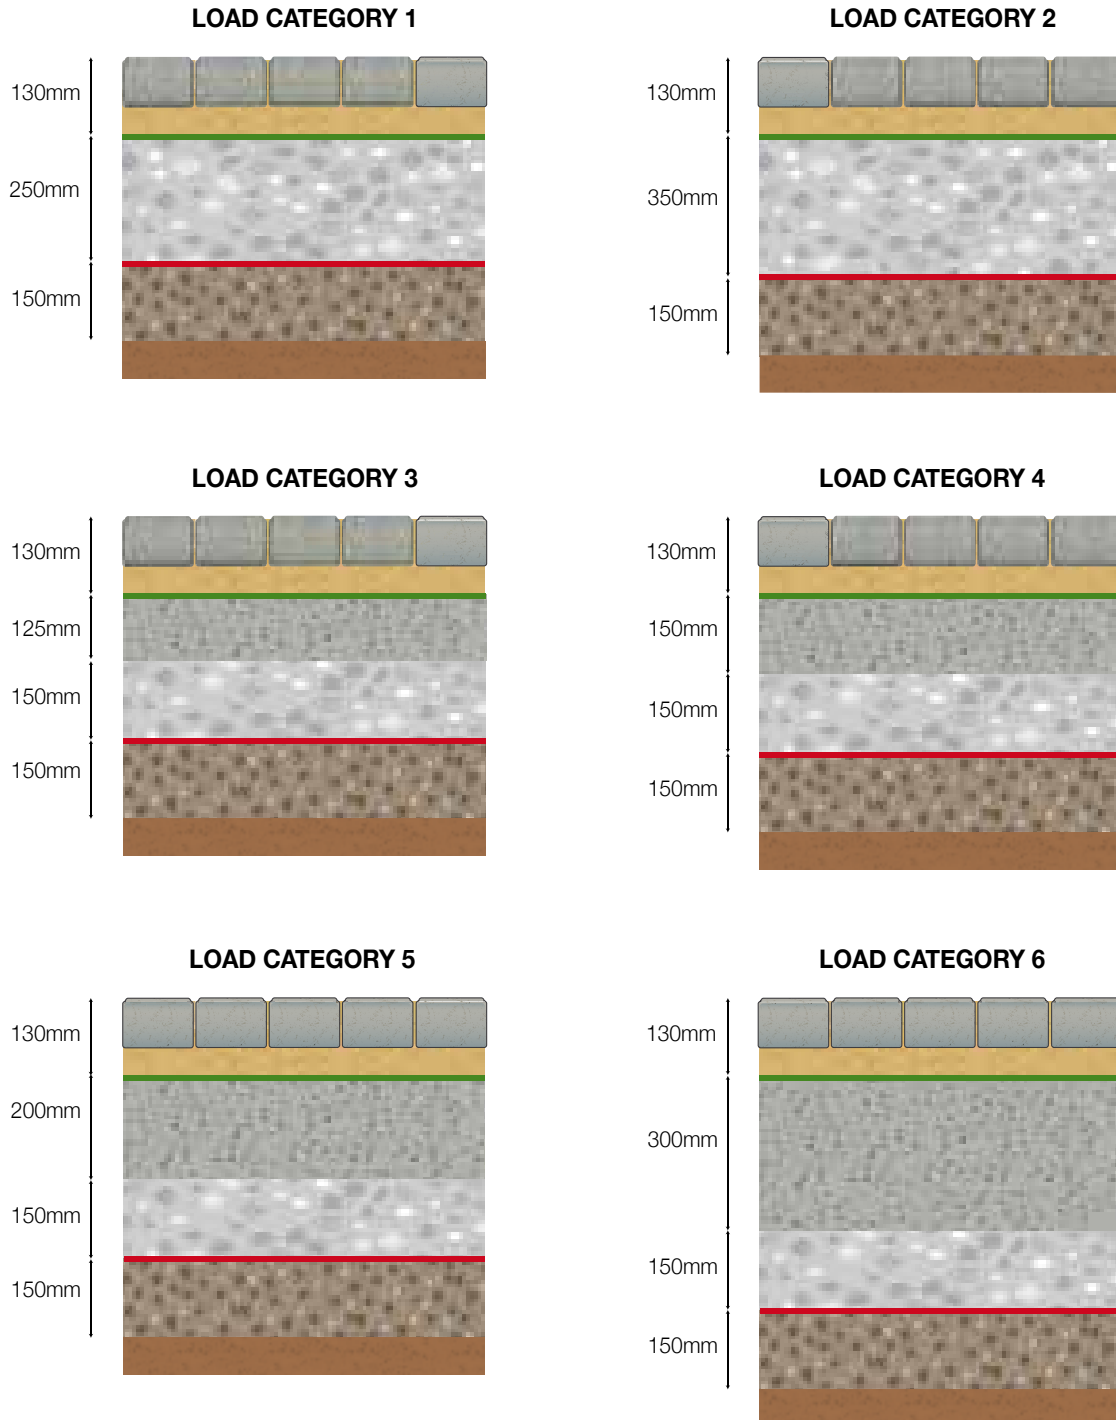 LOAD CATEGORY 1
130mm
250mm
150mm
LOAD CATEGORY 2
130mm
350mm
150mm
LOAD CATEGORY 3
130mm
125mm
150mm
150mm
LOAD CATEGORY 4
130mm
150mm
150mm
150mm
LOAD CATEGORY 5
130mm
200mm
150mm
150mm
LOAD CATEGORY 6
130mm
300mm
150mm
150mm